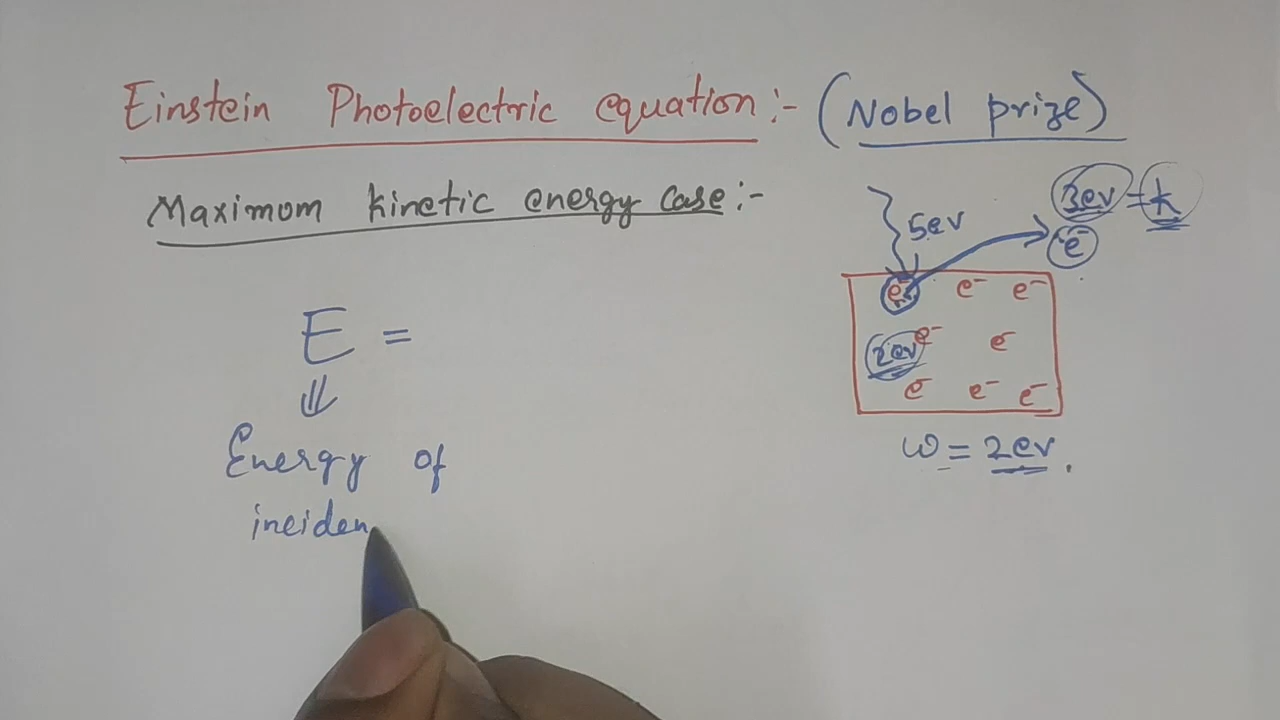 Einstein Photoelectric equation :- (Nobel prize)
Maximom kinetic energy case :-
3ev = k
5ev
e⁻
e⁻ e⁻ e⁻
E =
2ev e⁻ e⁻
e⁻ e⁻ e⁻
⇓
Energy of
ω = 2ev.
inciden